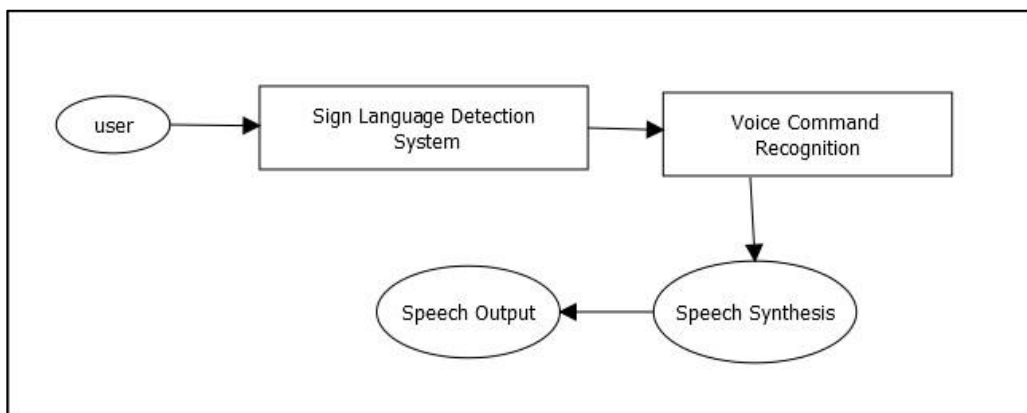 user
Sign Language Detection
System
Voice Command
Recognition
Speech Synthesis
Speech Output